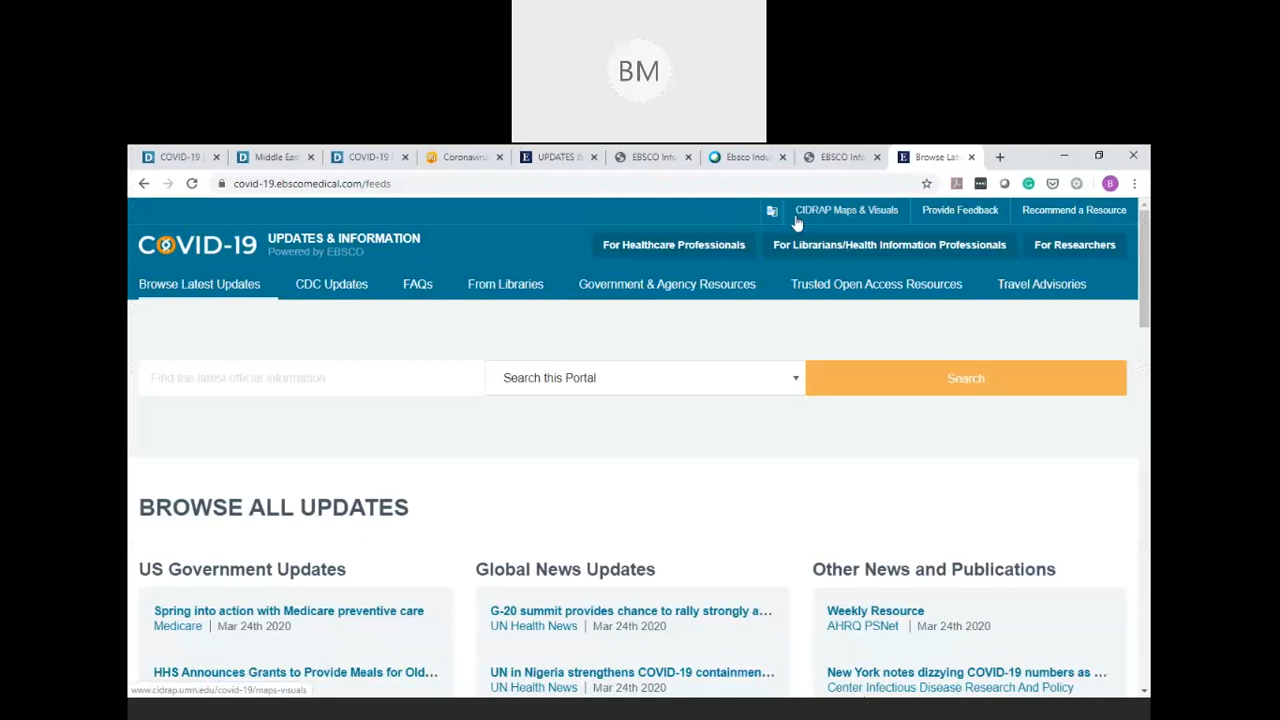 BM
COVID-19
Middle East
COVID-19
Coronavirus
UPDATES &
EBSCO Info
Ebsco Indu
EBSCO Info
Browse Lat
covid-19.ebscomedical.com/feeds
B
CIDRAP Maps & Visuals
Provide Feedback
Recommend a Resource
COVID-19
UPDATES & INFORMATION
Powered by EBSCO
For Healthcare Professionals
For Librarians/Health Information Professionals
For Researchers
Browse Latest Updates
CDC Updates
FAQs
From Libraries
Government & Agency Resources
Trusted Open Access Resources
Travel Advisories
Find the latest official information
Search this Portal
Search
BROWSE ALL UPDATES
US Government Updates
Spring into action with Medicare preventive care
Medicare | Mar 24th 2020
HHS Announces Grants to Provide Meals for Old...
Global News Updates
G-20 summit provides chance to rally strongly a...
UN Health News | Mar 24th 2020
UN in Nigeria strengthens COVID-19 containmen...
UN Health News | Mar 24th 2020
Other News and Publications
Weekly Resource
AHRQ PSNet | Mar 24th 2020
New York notes dizzying COVID-19 numbers as ...
Center Infectious Disease Research And Policy
www.cidrap.umn.edu/covid-19/maps-visuals